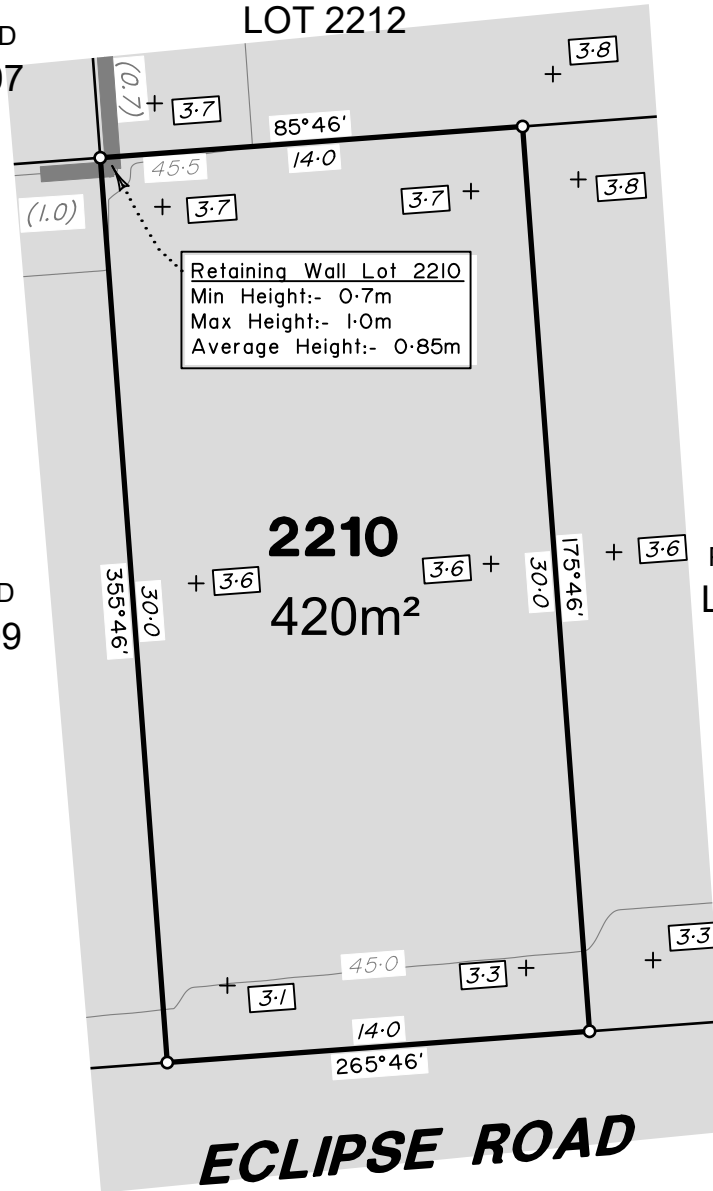 LOT 2212
D
07
(0.7)
3·7
3·8
85°46'
14·0
45·5
(1.0)
3·7
3·7
3·8
Retaining Wall Lot 2210
Min Height:- 0·7m
Max Height:- 1·0m
Average Height:- 0·85m
2210
420m²
355°46'
30·0
3·6
3·6
30·0
175°46'
3·6
D
9
L
45·0
3·1
3·3
3·3
14·0
265°46'
ECLIPSE ROAD